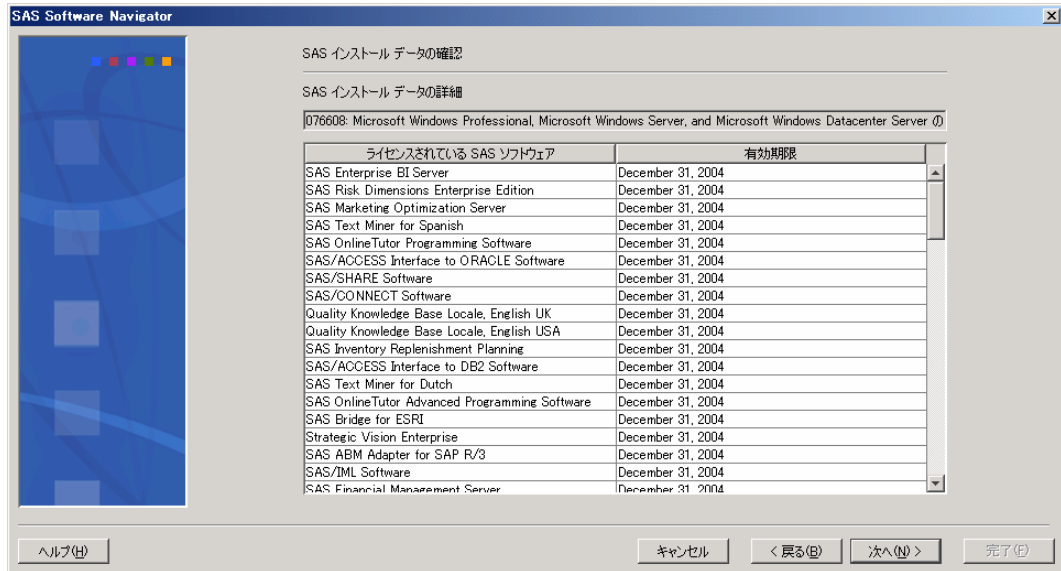 SAS Software Navigator
SAS インストール データの確認
SAS インストール データの詳細
076608: Microsoft Windows Professional, Microsoft Windows Server, and Microsoft Windows Datacenter Server の
ライセンスされている SAS ソフトウェア 有効期限
SAS Enterprise BI Server December 31, 2004
SAS Risk Dimensions Enterprise Edition December 31, 2004
SAS Marketing Optimization Server December 31, 2004
SAS Text Miner for Spanish December 31, 2004
SAS OnlineTutor Programming Software December 31, 2004
SAS/ACCESS Interface to ORACLE Software December 31, 2004
SAS/SHARE Software December 31, 2004
SAS/CONNECT Software December 31, 2004
Quality Knowledge Base Locale, English UK December 31, 2004
Quality Knowledge Base Locale, English USA December 31, 2004
SAS Inventory Replenishment Planning December 31, 2004
SAS/ACCESS Interface to DB2 Software December 31, 2004
SAS Text Miner for Dutch December 31, 2004
SAS OnlineTutor Advanced Programming Software December 31, 2004
SAS Bridge for ESRI December 31, 2004
Strategic Vision Enterprise December 31, 2004
SAS ABM Adapter for SAP R/3 December 31, 2004
SAS/IML Software December 31, 2004
SAS Financial Management Server December 31, 2004
ヘルプ(H) キャンセル < 戻る(B) 次へ(N) > 完了(F)